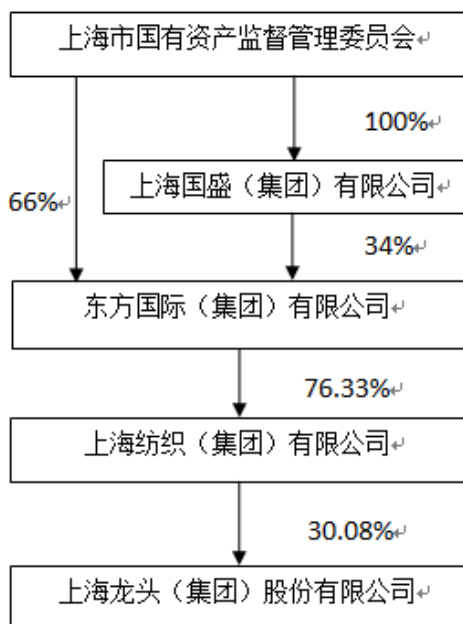 上海市国有资产监督管理委员会↵
100%↵
上海国盛（集团）有限公司↵
66%↵
34%↵
东方国际（集团）有限公司↵
76.33%↵
上海纺织（集团）有限公司↵
30.08%↵
上海龙头（集团）股份有限公司↵